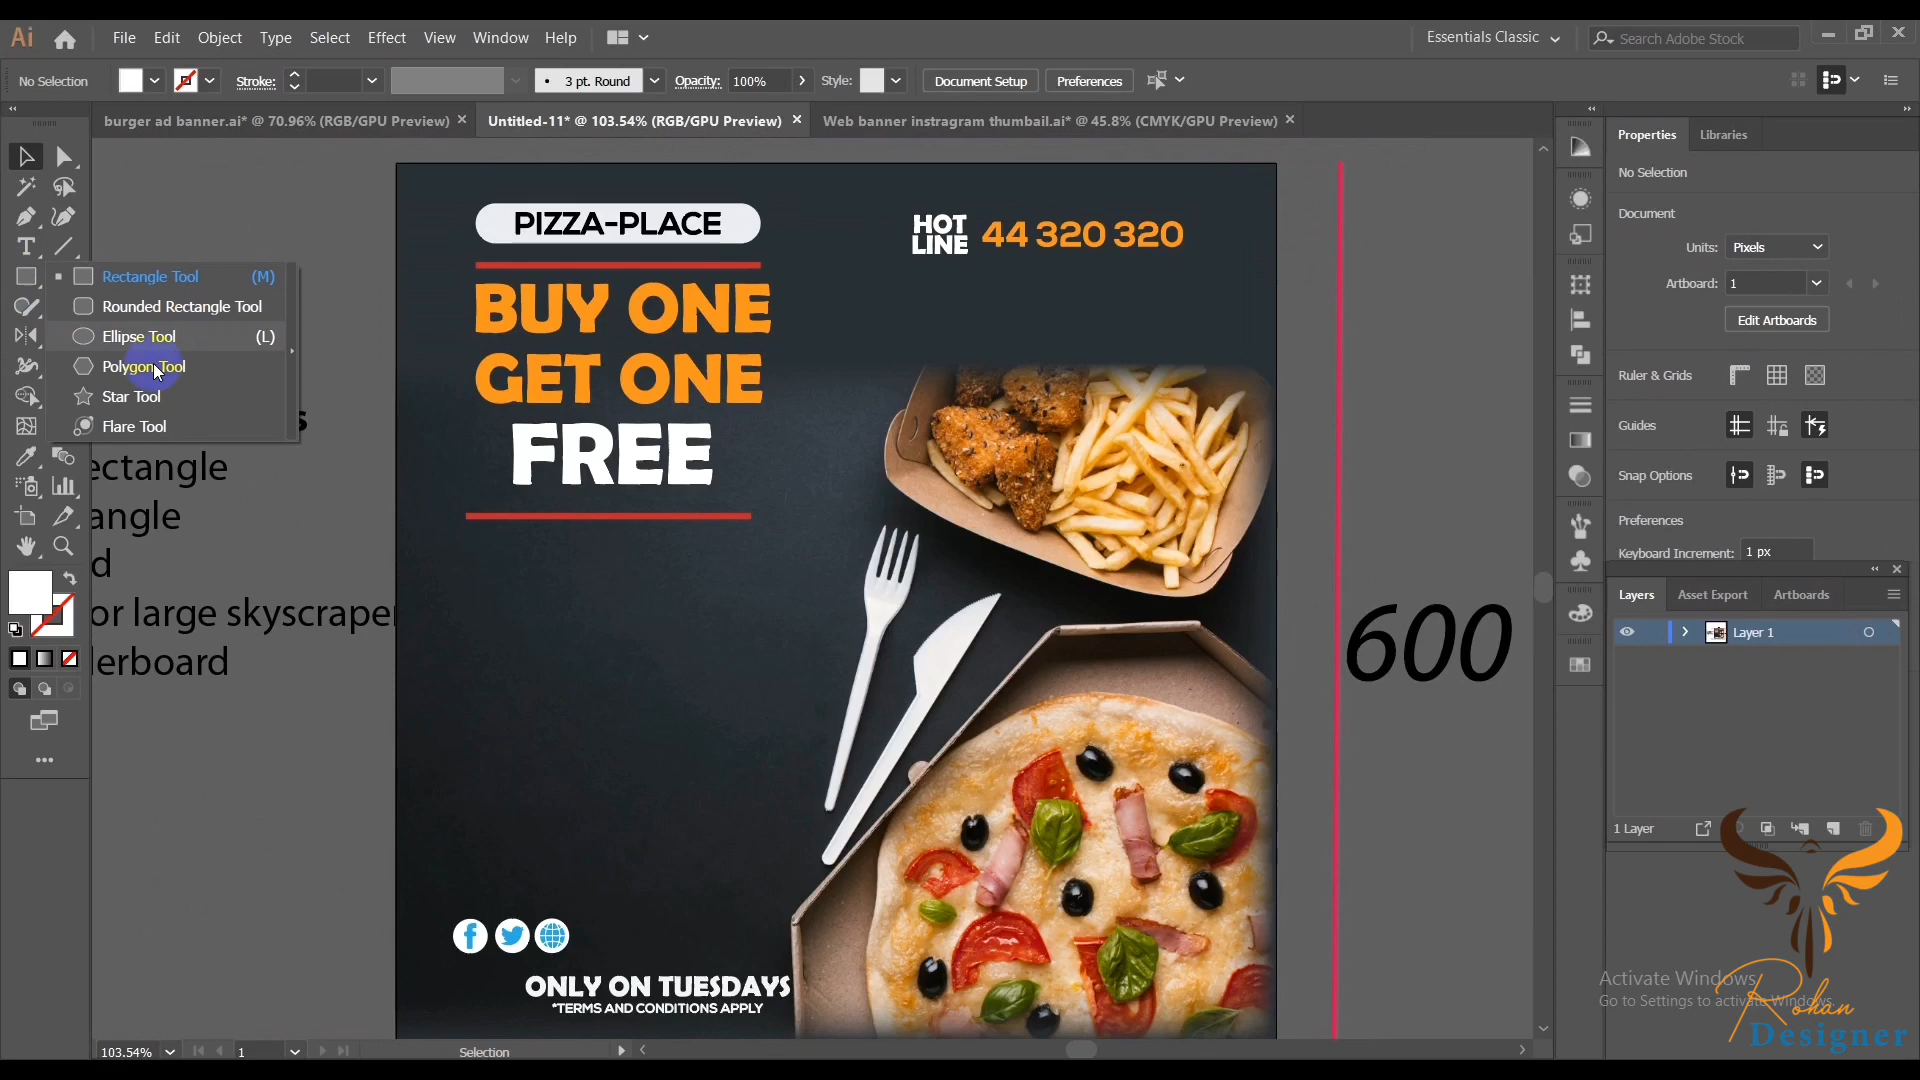 Ai File Edit Object Type Select Effect View Window Help Essentials Classic Search Adobe Stock
No Selection Stroke: 3 pt. Round Opacity: 100% Style: Document Setup Preferences
burger ad banner.ai* @ 70.96% (RGB/GPU Preview) × Untitled-11* @ 103.54% (RGB/GPU Preview) × Web banner instragram thumbail.ai* @ 45.8% (CMYK/GPU Preview) ×
Rectangle Tool (M)
Rounded Rectangle Tool
Ellipse Tool (L)
Polygon Tool
Star Tool
Flare Tool
s
ectangle
angle
d
or large skyscraper
lerboard
PIZZA-PLACE
HOT
LINE 44 320 320
BUY ONE
GET ONE
FREE
600
ONLY ON TUESDAYS
*TERMS AND CONDITIONS APPLY
Properties Libraries
No Selection
Document
Units: Pixels
Artboard: 1
Edit Artboards
Ruler & Grids
Guides
Snap Options
Preferences
Keyboard Increment: 1 px
Layers Asset Export Artboards
Layer 1
1 Layer
Activate Windows
Go to Settings to activate Windows.
Rohan
Designer
103.54% 1 Selection